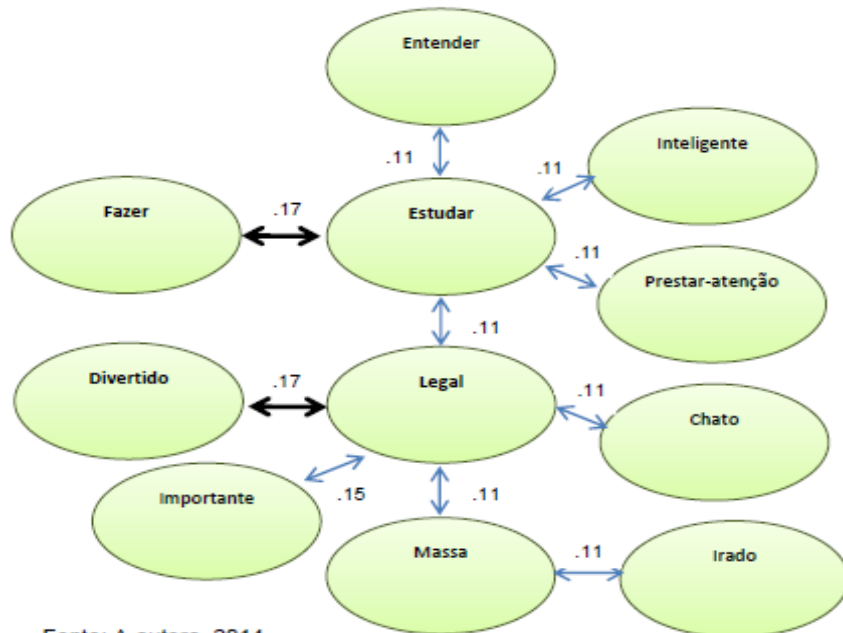 Entender
.11
.11
Inteligente
Fazer
.17
Estudar
.11
Prestar-atenção
.11
Divertido
.17
Legal
.11
Chato
Importante
.15
.11
Massa
.11
Irado